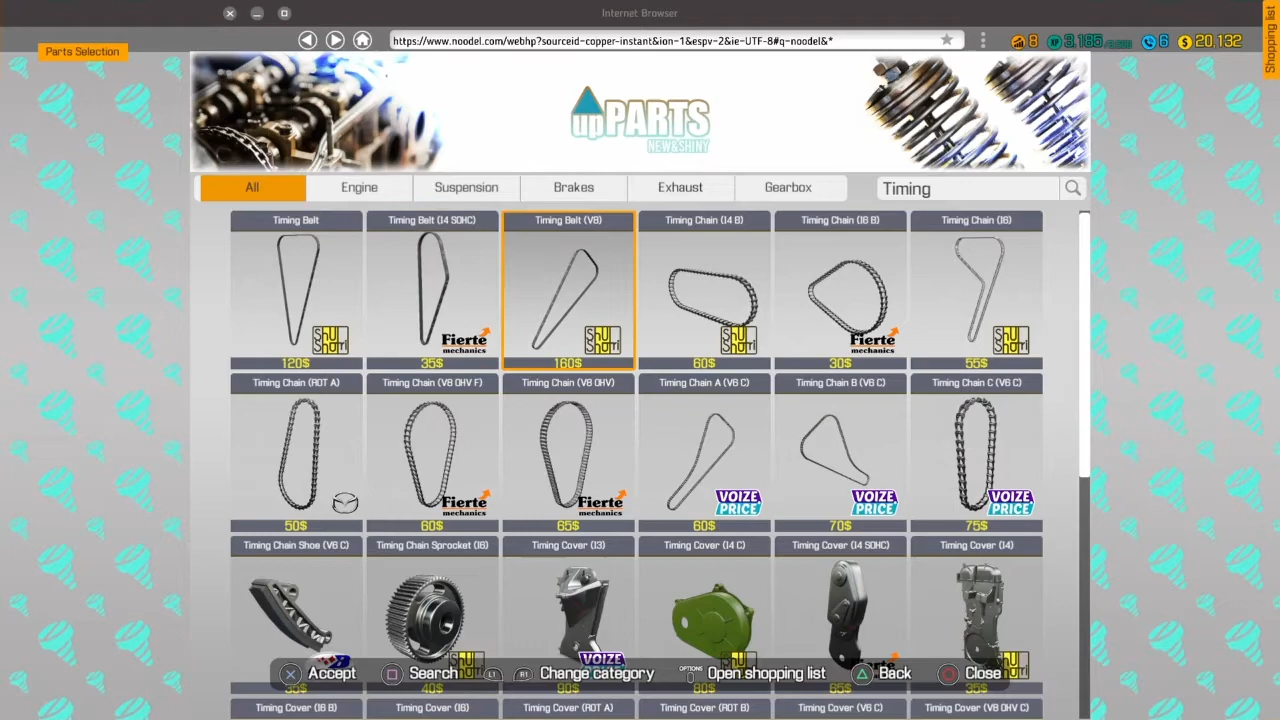 Internet Browser
Shopping list
Parts Selection
https://www.noodel.com/webhp?sourceid-copper-instant&ion-1&espv-2&ie-UTF-8#q-noodel&*
8
XP 3,185
6
$ 20,132
upPARTS
NEW&SHINY
All Engine Suspension Brakes Exhaust Gearbox
Timing
Timing Belt Timing Belt (I4 SOHC) Timing Belt (V8) Timing Chain (I4 B) Timing Chain (I6 B) Timing Chain (I6)
Fierte mechanics
Fierte mechanics
120$ 35$ 160$ 60$ 30$ 55$
Timing Chain (ROT A) Timing Chain (V8 OHV F) Timing Chain (V8 OHV) Timing Chain A (V6 C) Timing Chain B (V6 C) Timing Chain C (V6 C)
Fierte mechanics
Fierte mechanics
VOIZE PRICE
VOIZE PRICE
VOIZE PRICE
50$ 60$ 65$ 60$ 70$ 75$
Timing Chain Shoe (V6 C) Timing Chain Sprocket (I6) Timing Cover (I3) Timing Cover (I4 C) Timing Cover (I4 SOHC) Timing Cover (I4)
VOIZE
Accept Search L1 R1 Change category OPTIONS Open shopping list Back Close
Timing Cover (I6 B) Timing Cover (I6) Timing Cover (ROT A) Timing Cover (ROT B) Timing Cover (V6 C) Timing Cover (V8 OHV C)